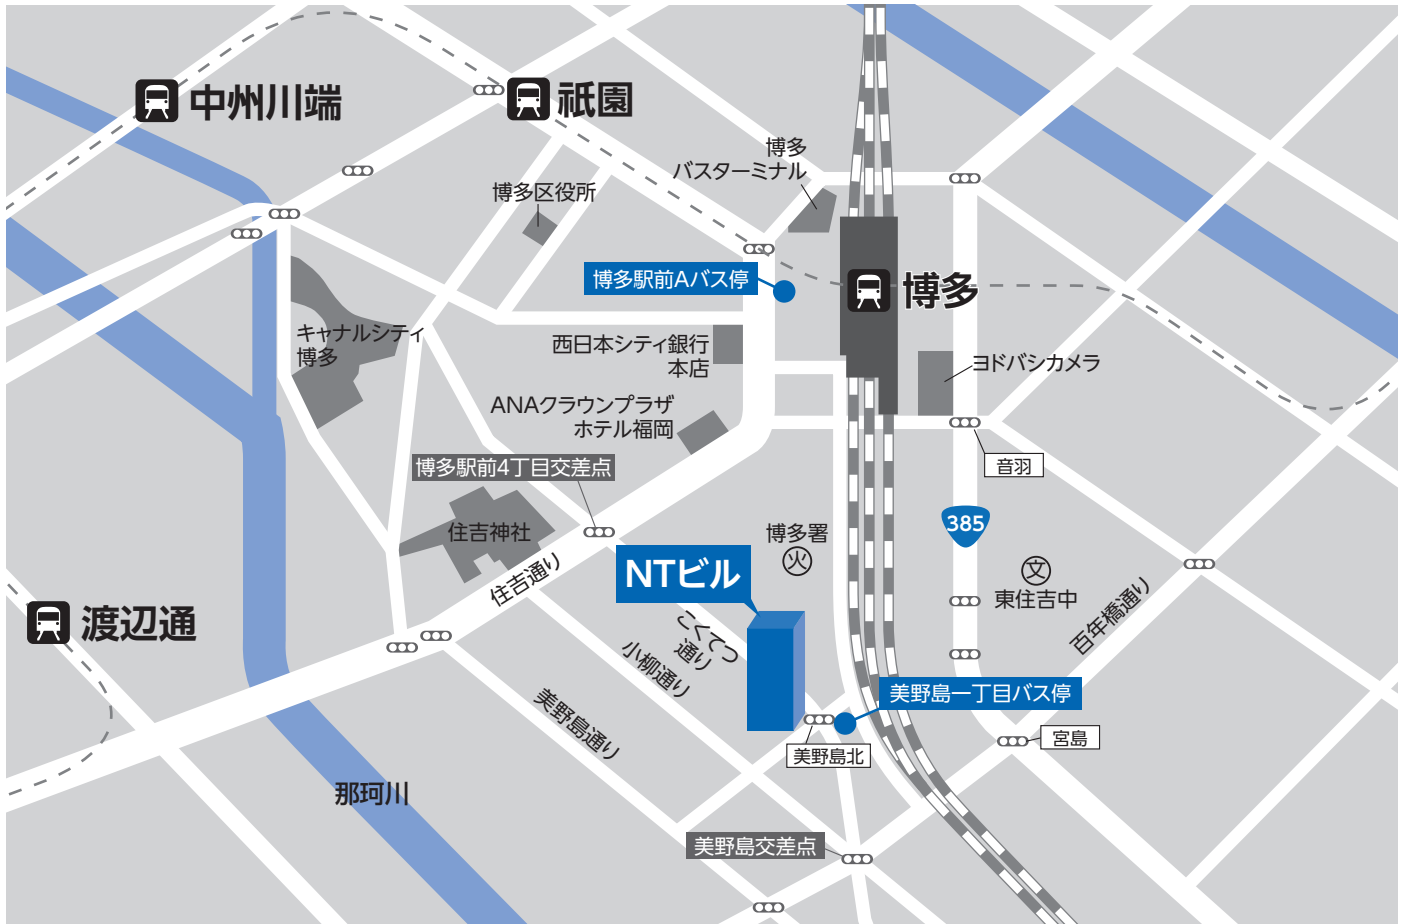 中州川端
祇園
博多
バスターミナル
博多区役所
博多駅前Aバス停
博多
キャナルシティ
博多
西日本シティ銀行
本店
ヨドバシカメラ
ANAクラウンプラザ
ホテル福岡
博多駅前4丁目交差点
音羽
住吉神社
博多署
火
385
NTビル
住吉通り
文
東住吉中
百年橋通り
渡辺通
こくてつ
通り
小柳通り
美野島通り
美野島一丁目バス停
美野島北
宮島
那珂川
美野島交差点